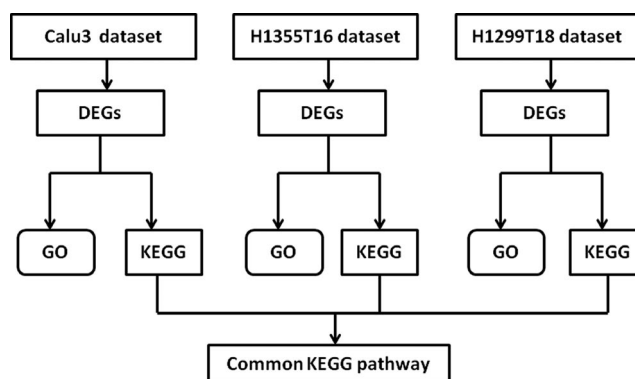 Calu3 dataset
H1355T16 dataset
H1299T18 dataset
DEGs
DEGs
DEGs
GO
KEGG
GO
KEGG
GO
KEGG
Common KEGG pathway